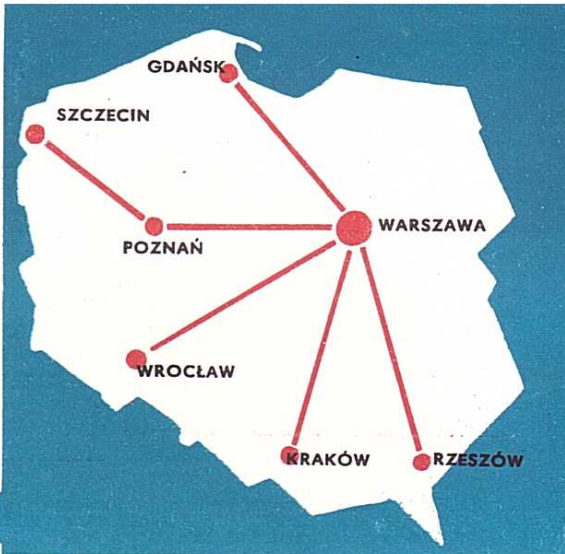 GDAŃSK
SZCZECIN
WARSZAWA
POZNAŃ
WROCŁAW
KRAKÓW
RZESZÓW